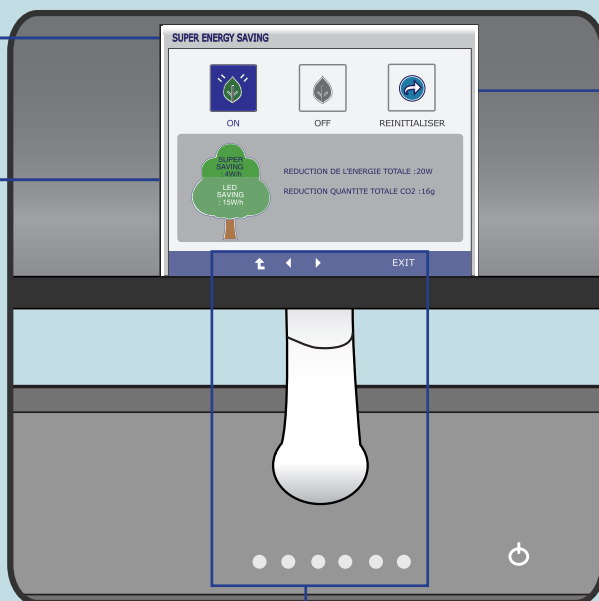 SUPER ENERGY SAVING
ON
OFF
REINITIALISER
SUPER
SAVING
: 4W/h
LED
SAVING
: 15W/h
REDUCTION DE L'ENERGIE TOTALE :20W
REDUCTION QUANTITE TOTALE CO2 :16g
EXIT